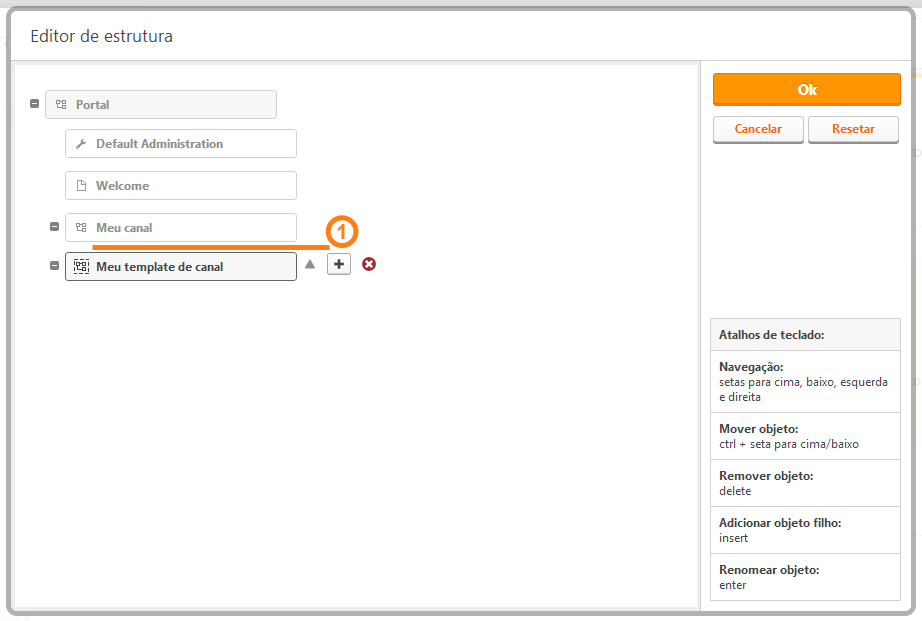 Editor de estrutura
Portal
Default Administration
Welcome
Meu canal
1
Meu template de canal
Ok
Cancelar
Resetar
Atalhos de teclado:
Navegação:
setas para cima, baixo, esquerda
e direita
Mover objeto:
ctrl + seta para cima/baixo
Remover objeto:
delete
Adicionar objeto filho:
insert
Renomear objeto:
enter